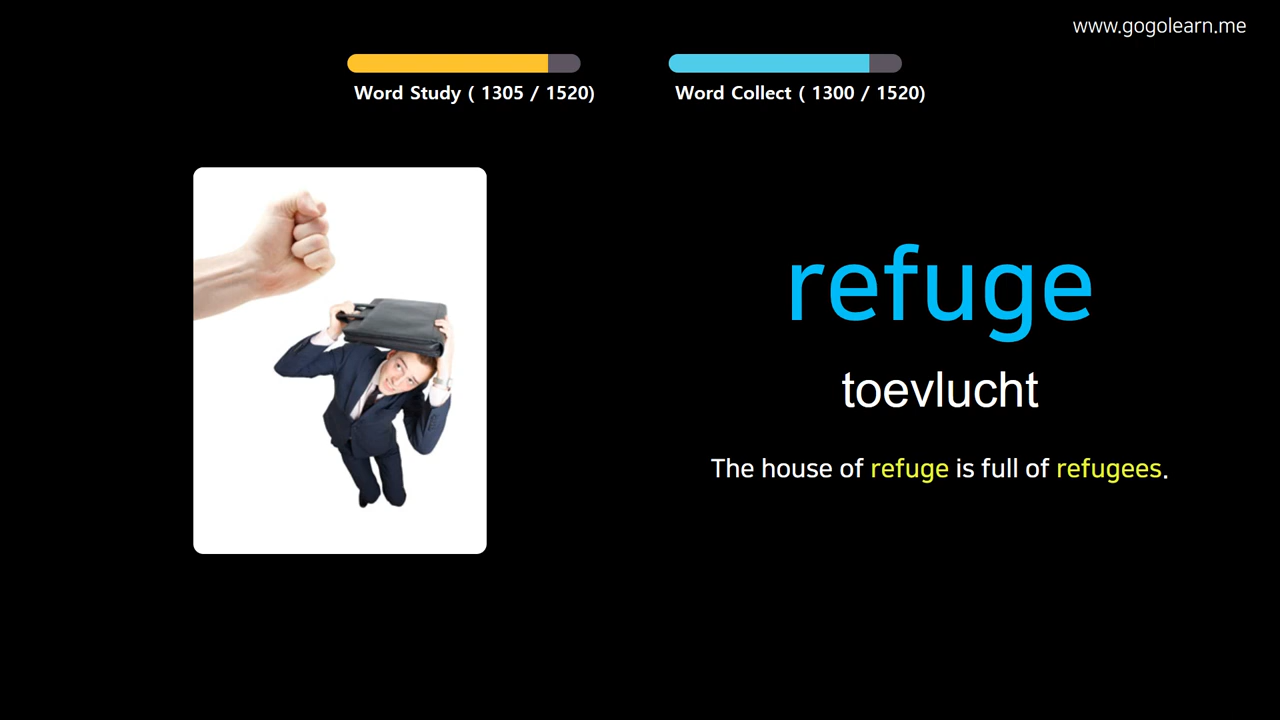 www.gogolearn.me
Word Study ( 1305 / 1520)
Word Collect ( 1300 / 1520)
refuge
toevlucht
The house of refuge is full of refugees.